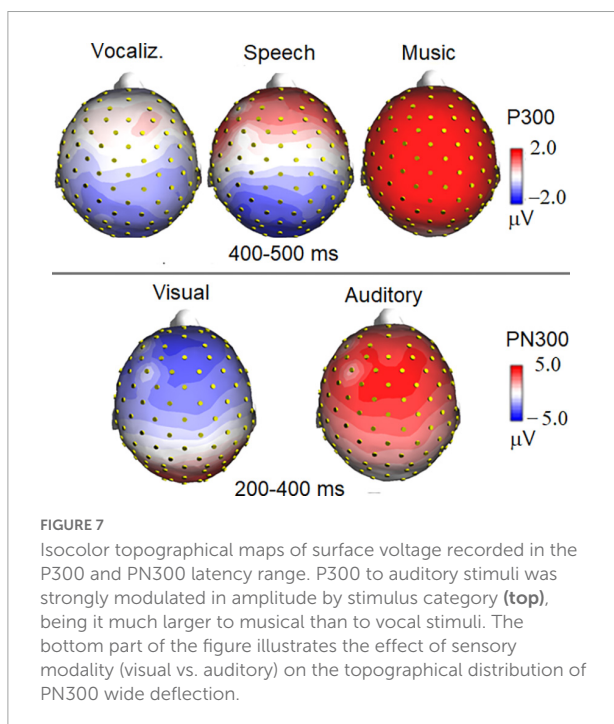 Vocaliz. Speech Music
P300
2.0
−2.0
μV
400-500 ms
Visual Auditory
PN300
5.0
−5.0
μV
200-400 ms
FIGURE 7
Isocolor topographical maps of surface voltage recorded in the
P300 and PN300 latency range. P300 to auditory stimuli was
strongly modulated in amplitude by stimulus category (top),
being it much larger to musical than to vocal stimuli. The
bottom part of the figure illustrates the effect of sensory
modality (visual vs. auditory) on the topographical distribution of
PN300 wide deflection.